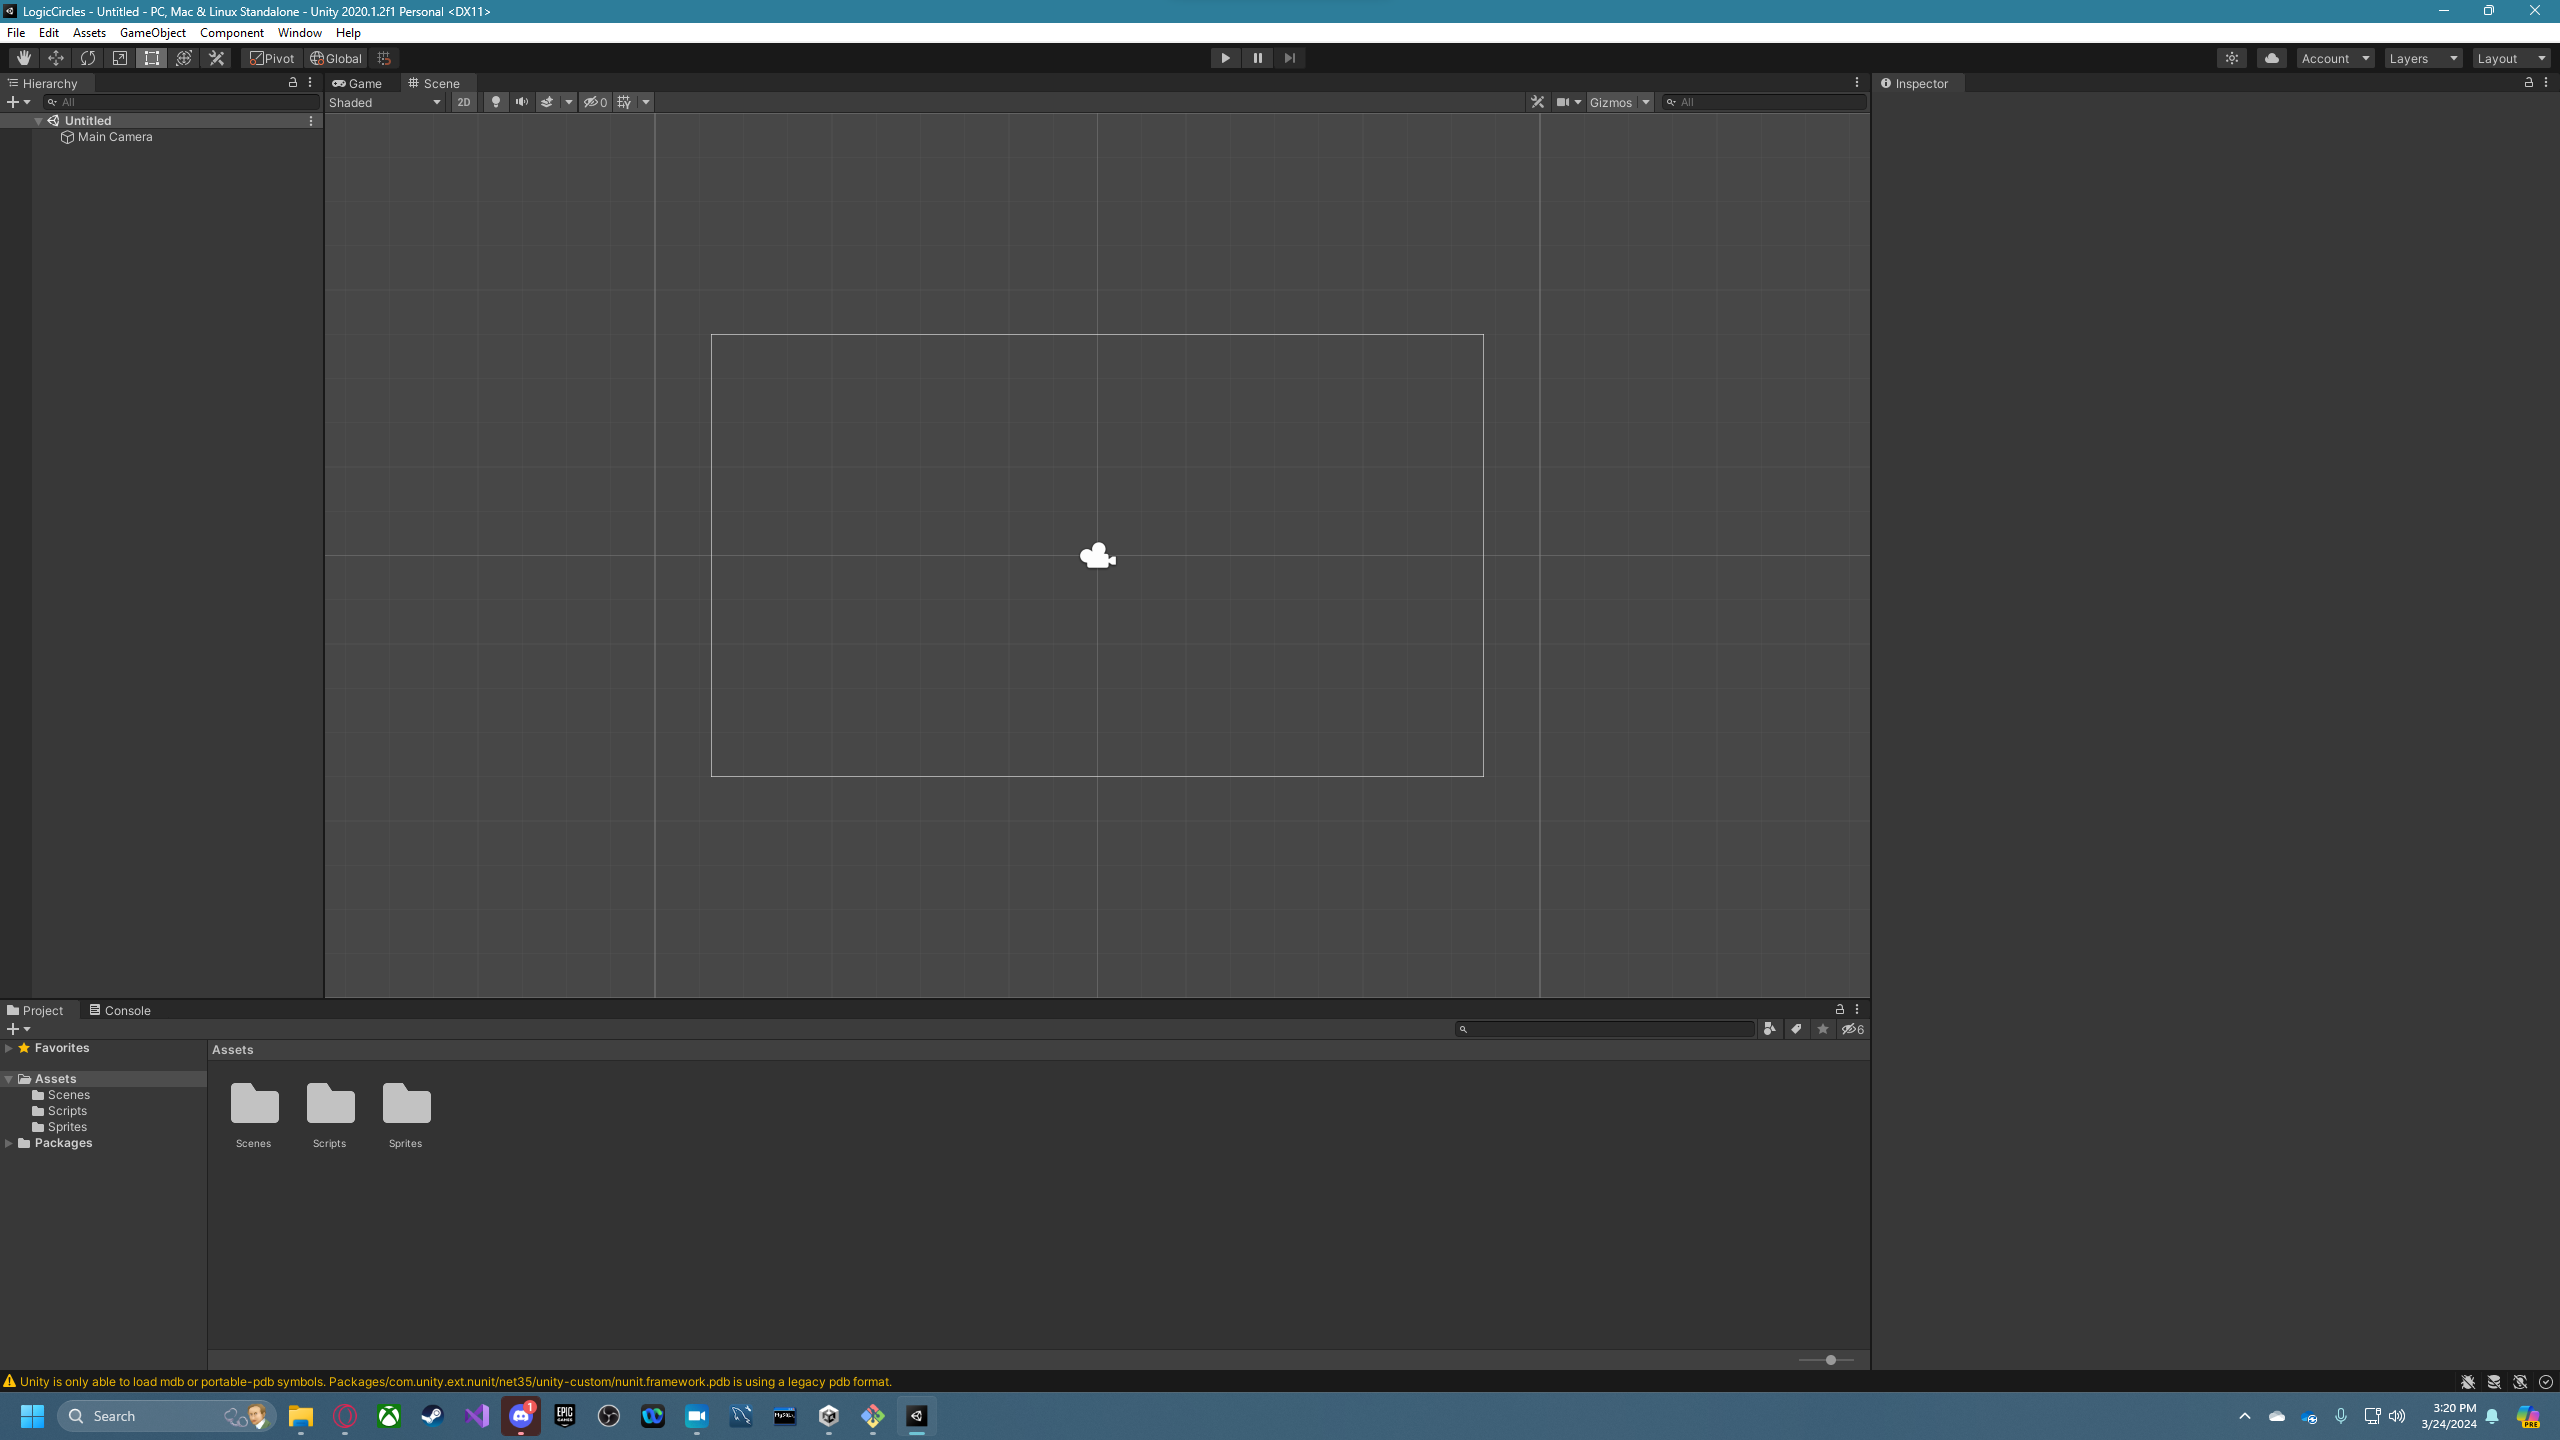 LogicCircles - Untitled - PC, Mac & Linux Standalone - Unity 2020.1.2f1 Personal <DX11>
File Edit Assets GameObject Component Window Help
Pivot Global Account Layers Layout
Hierarchy Game Scene Inspector
All Shaded 2D 0 Gizmos All
Untitled
Main Camera
Project Console
6
Favorites
Assets
Assets
Scenes
Scripts
Sprites
Packages
Scenes Scripts Sprites
Unity is only able to load mdb or portable-pdb symbols. Packages/com.unity.ext.nunit/net35/unity-custom/nunit.framework.pdb is using a legacy pdb format.
Search 1 EPIC GAMES MySQL PRE
3:20 PM
3/24/2024